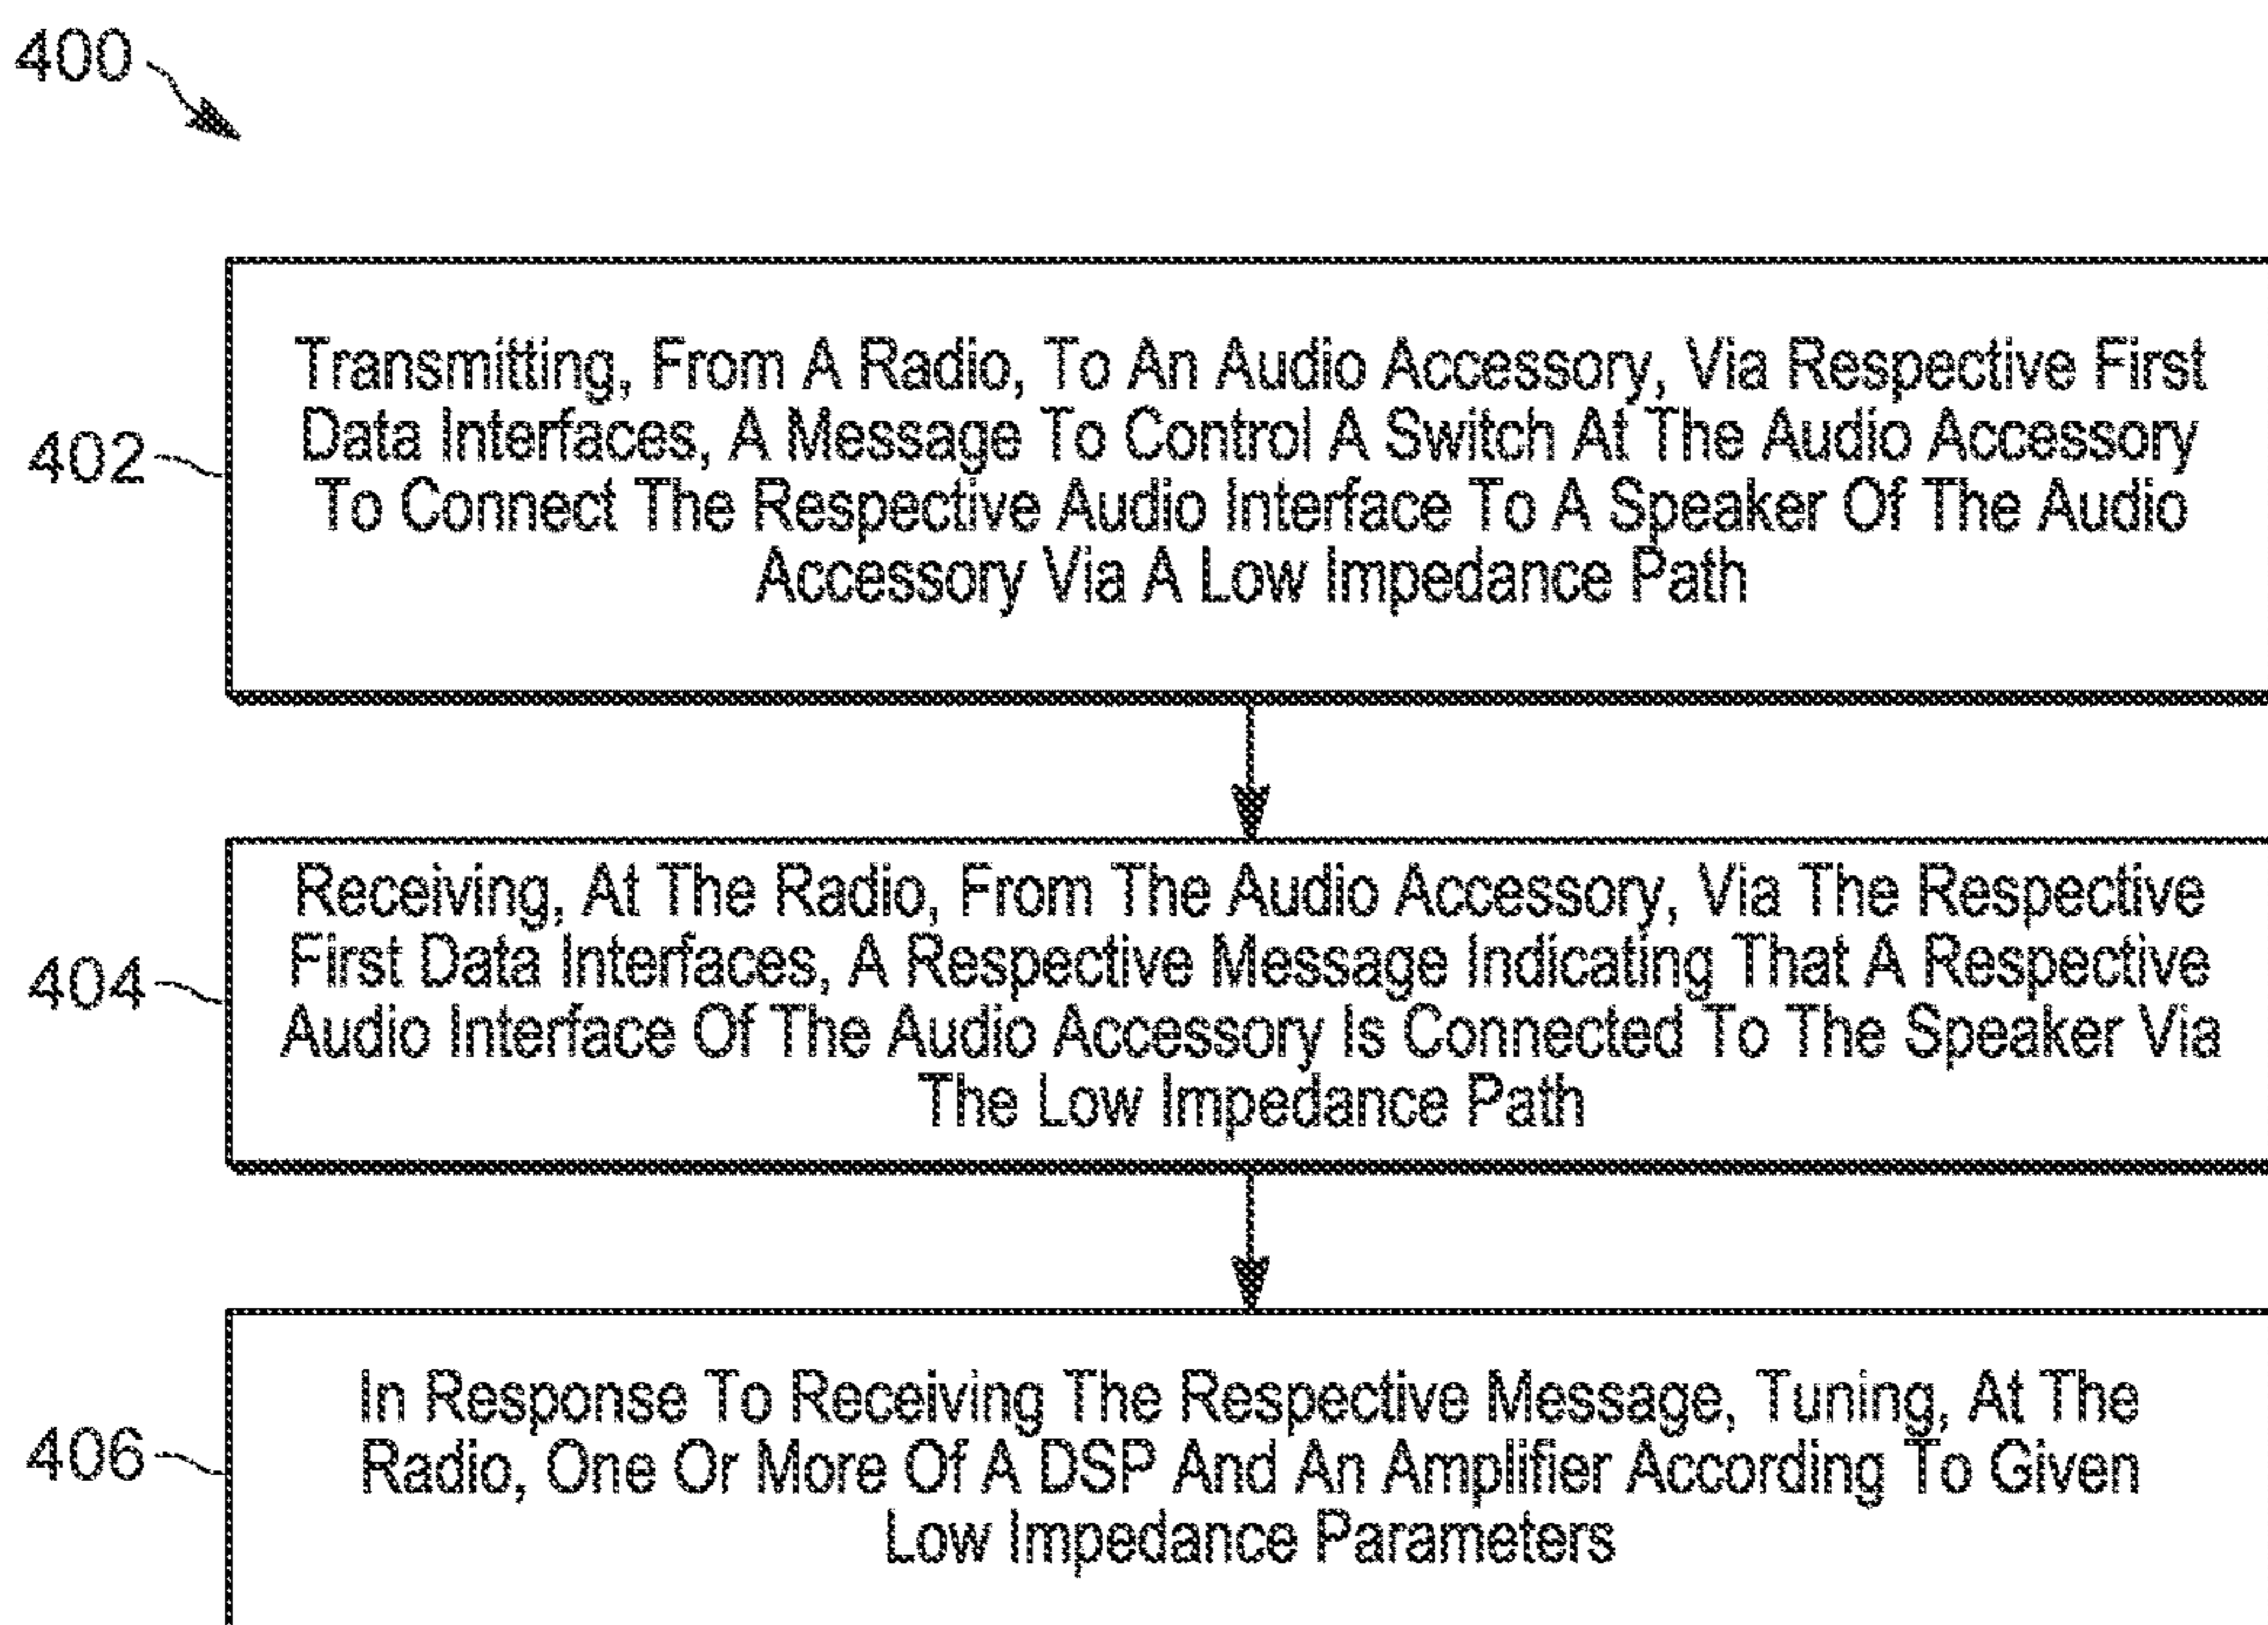 400
402
Transmitting, From A Radio, To An Audio Accessory, Via Respective First
Data Interfaces, A Message To Control A Switch At The Audio Accessory
To Connect The Respective Audio Interface To A Speaker Of The Audio
Accessory Via A Low Impedance Path
404
Receiving, At The Radio, From The Audio Accessory, Via The Respective
First Data Interfaces, A Respective Message Indicating That A Respective
Audio Interface Of The Audio Accessory Is Connected To The Speaker Via
The Low Impedance Path
406
In Response To Receiving The Respective Message, Tuning, At The
Radio, One Or More Of A DSP And An Amplifier According To Given
Low Impedance Parameters